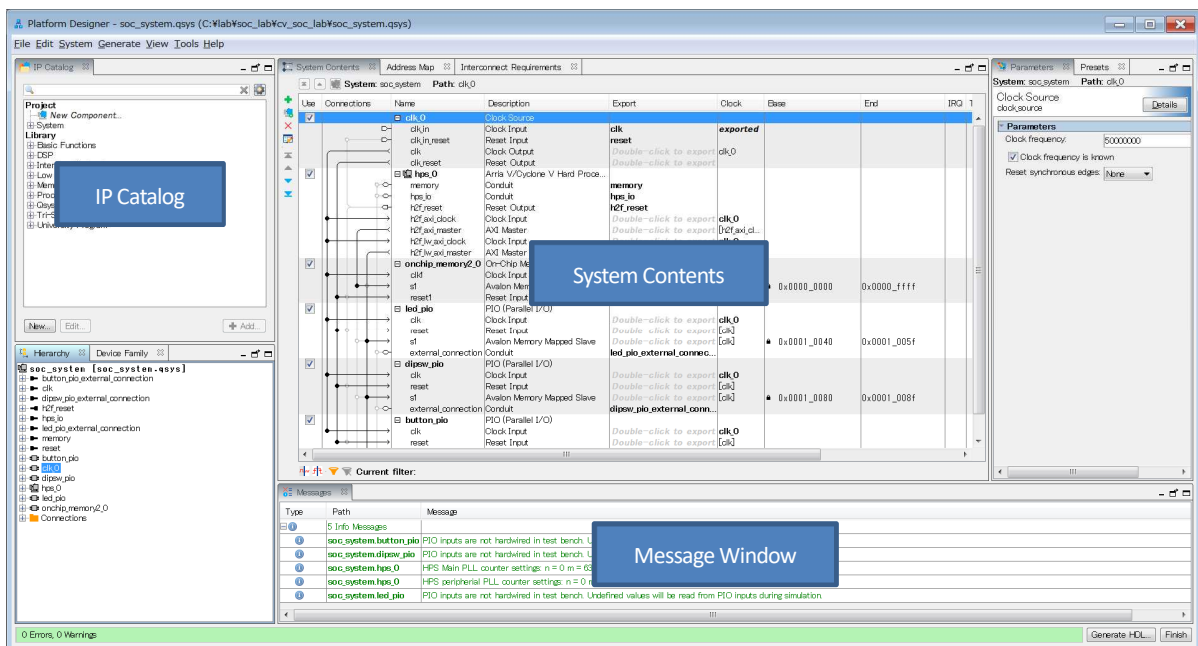 Platform Designer - soc_system.qsys (C:¥lab¥soc_lab¥cv_soc_lab¥soc_system.qsys)
File Edit System Generate View Tools Help
IP Catalog
Project
New Component...
System
Library
Basic Functions
DSP
IP Catalog
New... Edit... Add...
Hierarchy Device Family
soc_system [soc_system.qsys]
button_pio_external_connection
clk
dipsw_pio_external_connection
h2f_reset
hps_io
led_pio_external_connection
memory
reset
button_pio
clk_0
dipsw_pio
hps_0
led_pio
onchip_memory2_0
Connections
System Contents Address Map Interconnect Requirements
System: soc_system Path: clk_0
Use Connections Name Description Export Clock Base End IRQ
clk_0 Clock Source
clk_in Clock Input clk exported
clk_in_reset Reset Input reset
clk Clock Output Double-click to export clk_0
clk_reset Reset Output Double-click to export
hps_0 Arria V/Cyclone V Hard Proce...
memory Conduit memory
hps_io Conduit hps_io
h2f_reset Reset Output h2f_reset
h2f_axi_clock Clock Input Double-click to export clk_0
h2f_axi_master AXI Master Double-click to export [h2f_axi_cl...
h2f_lw_axi_clock Clock Input
h2f_lw_axi_master AXI Master
onchip_memory2_0 On-Chip Me
clk1 Clock Input
s1 Avalon Mem 0x0000_0000 0x0000_ffff
reset1 Reset Input
System Contents
led_pio PIO (Parallel I/O)
clk Clock Input Double-click to export clk_0
reset Reset Input Double-click to export [clk]
s1 Avalon Memory Mapped Slave Double-click to export [clk] 0x0001_0040 0x0001_005f
external_connection Conduit led_pio_external_connec...
dipsw_pio PIO (Parallel I/O)
clk Clock Input Double-click to export clk_0
reset Reset Input Double-click to export [clk]
s1 Avalon Memory Mapped Slave Double-click to export [clk] 0x0001_0080 0x0001_008f
external_connection Conduit dipsw_pio_external_conn...
button_pio PIO (Parallel I/O)
clk Clock Input Double-click to export clk_0
reset Reset Input Double-click to export [clk]
Current filter:
Parameters Presets
System: soc_system Path: clk_0
Clock Source
clock_source
Details
Parameters
Clock frequency: 50000000
Clock frequency is known
Reset synchronous edges: None
Messages
Type Path Message
5 Info Messages
soc_system.button_pio PIO inputs are not hardwired in test bench.
soc_system.dipsw_pio PIO inputs are not hardwired in test bench.
soc_system.hps_0 HPS Main PLL counter settings: n = 0 m = 63
soc_system.hps_0 HPS peripherial PLL counter settings: n = 0
soc_system.led_pio PIO inputs are not hardwired in test bench. Undefined values will be read from PIO inputs during simulation.
Message Window
0 Errors, 0 Warnings
Generate HDL... Finish